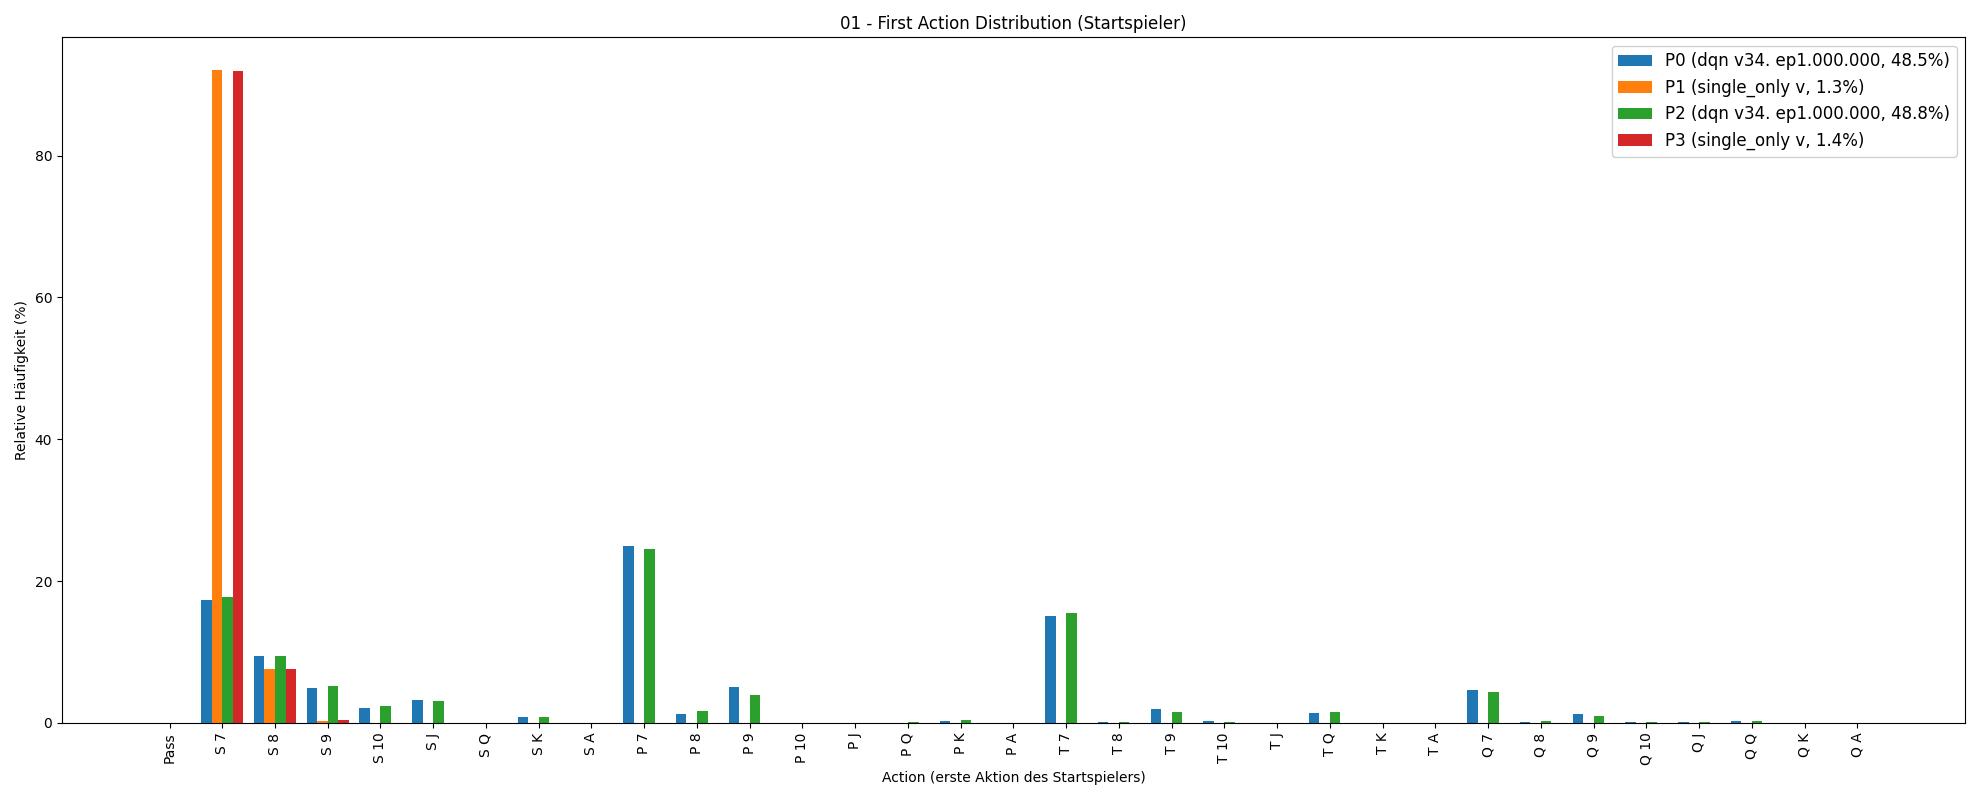 01 - First Action Distribution (Startspieler)
P0 (dqn v34. ep1.000.000, 48.5%)
P1 (single_only v, 1.3%)
P2 (dqn v34. ep1.000.000, 48.8%)
P3 (single_only v, 1.4%)
Relative Häufigkeit (%)
80
60
40
20
0
Pass
S 7
S 8
S 9
S 10
S J
S Q
S K
S A
P 7
P 8
P 9
P 10
P J
P Q
P K
P A
T 7
T 8
T 9
T 10
T J
T Q
T K
T A
Q 7
Q 8
Q 9
Q 10
Q J
Q Q
Q K
Q A
Action (erste Aktion des Startspielers)